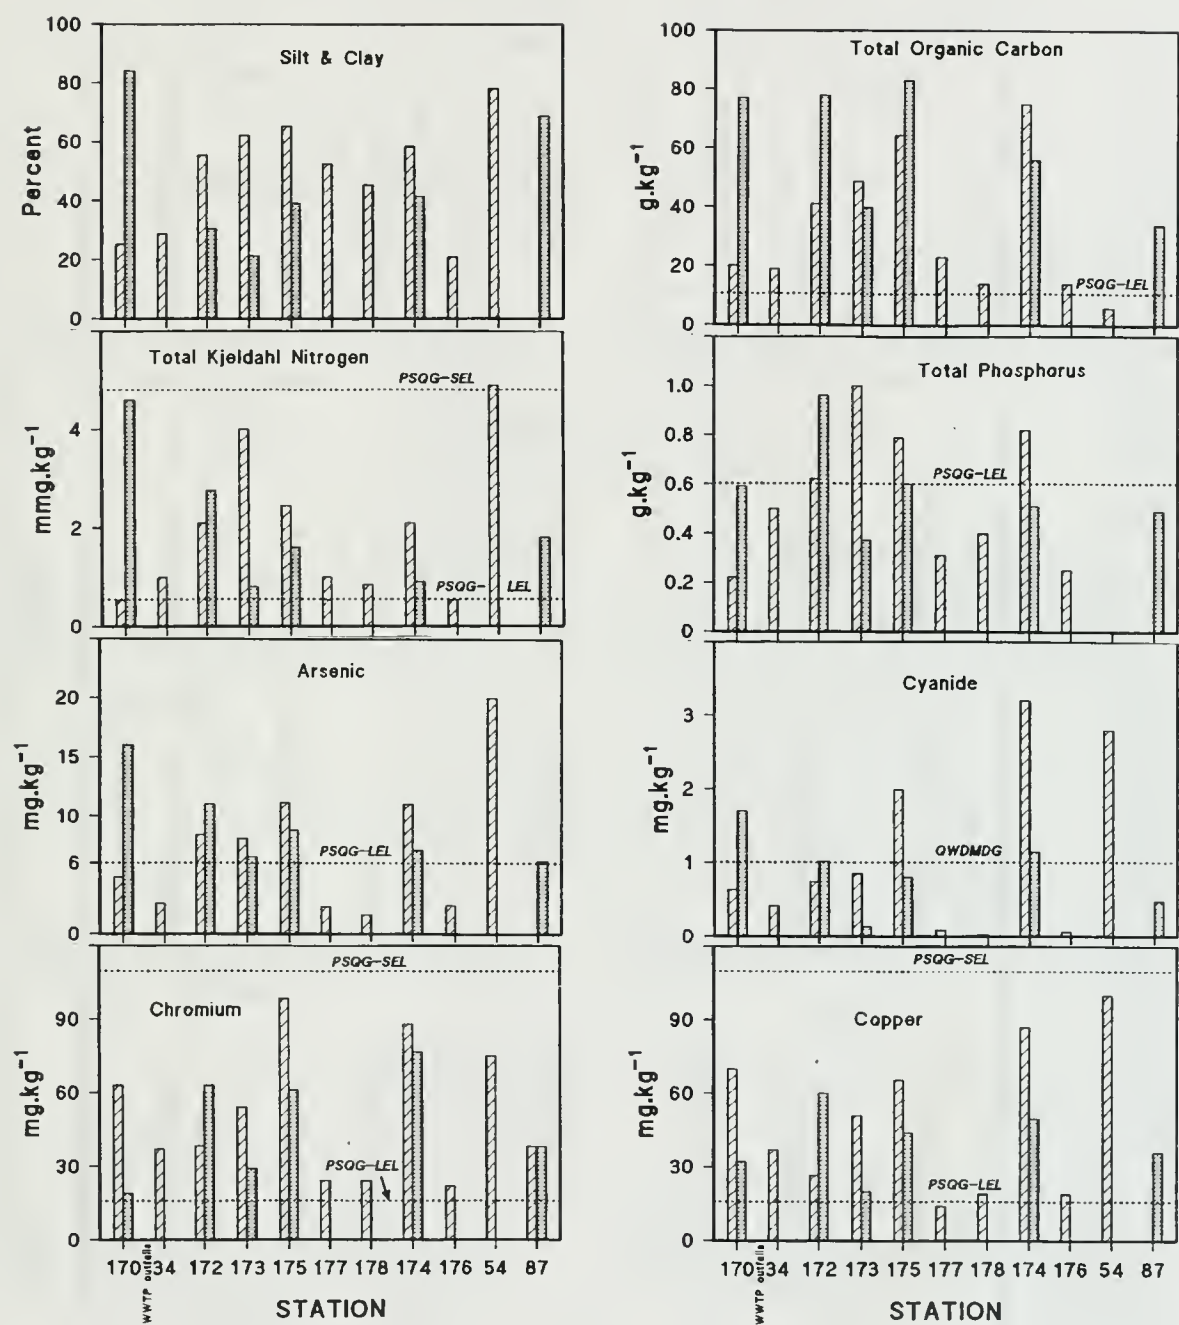 100
80
60
40
20
0
Percent
Silt & Clay
100
80
60
40
20
0
g.kg⁻¹
Total Organic Carbon
PSQG-LEL
4
2
0
mmg.kg⁻¹
Total Kjeldahl Nitrogen
PSQG-SEL
PSQG- LEL
1.0
0.8
0.6
0.4
0.2
0
g.kg⁻¹
Total Phosphorus
PSQG-LEL
20
15
10
6
0
mg.kg⁻¹
Arsenic
PSQG-LEL
3
2
1
0
mg.kg⁻¹
Cyanide
OWDMDG
90
60
30
0
mg.kg⁻¹
PSQG-SEL
Chromium
PSQG-LEL
170 34 172 173 175 177 178 174 176 54 87
WWTP outfalls
STATION
90
60
30
0
mg.kg⁻¹
PSQG-SEL
Copper
PSQG-LEL
170 34 172 173 175 177 178 174 176 54 87
WWTP outfalls
STATION